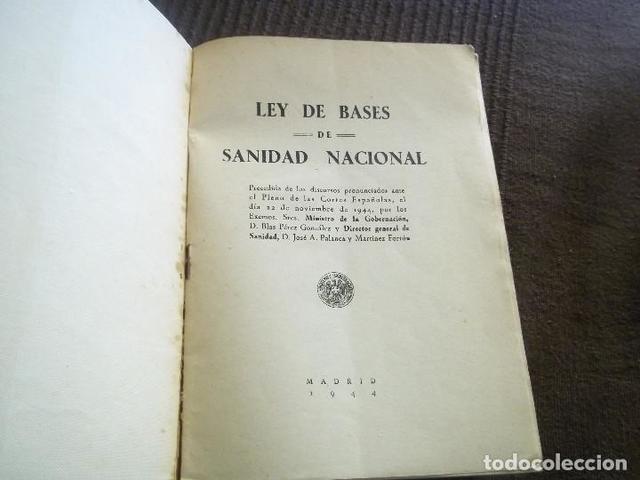 LEY DE BASES
DE
SANIDAD NACIONAL
Precedida de los discursos pronunciados ante
el Pleno de las Cortes Españolas, el
día 22 de noviembre de 1944, por los
Excmos. Sres. Ministro de la Gobernación,
D. Blas Pérez González y Director general de
Sanidad, D. José A. Palanca y Martínez Fortún
MADRID
1944
todocoleccion.net